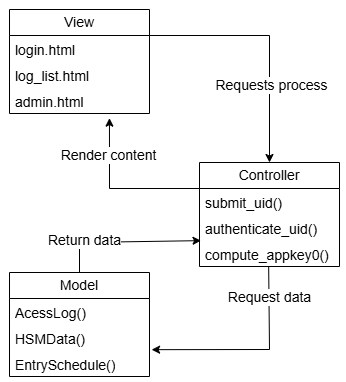 View
login.html
log_list.html
admin.html
Requests process
Render content
Controller
submit_uid()
authenticate_uid()
compute_appkey0()
Return data
Request data
Model
AcessLog()
HSMData()
EntrySchedule()